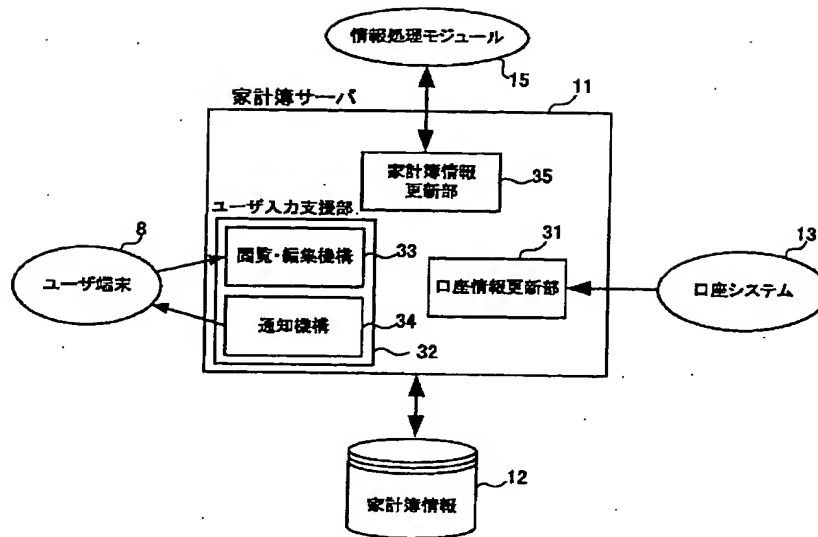 情報処理モジュール
15
家計簿サーバ
11
家計簿情報
更新部
35
ユーザ入力支援部
8
ユーザ端末
閲覧・編集機構
33
31
口座情報更新部
13
口座システム
通知機構
34
32
家計簿情報
12